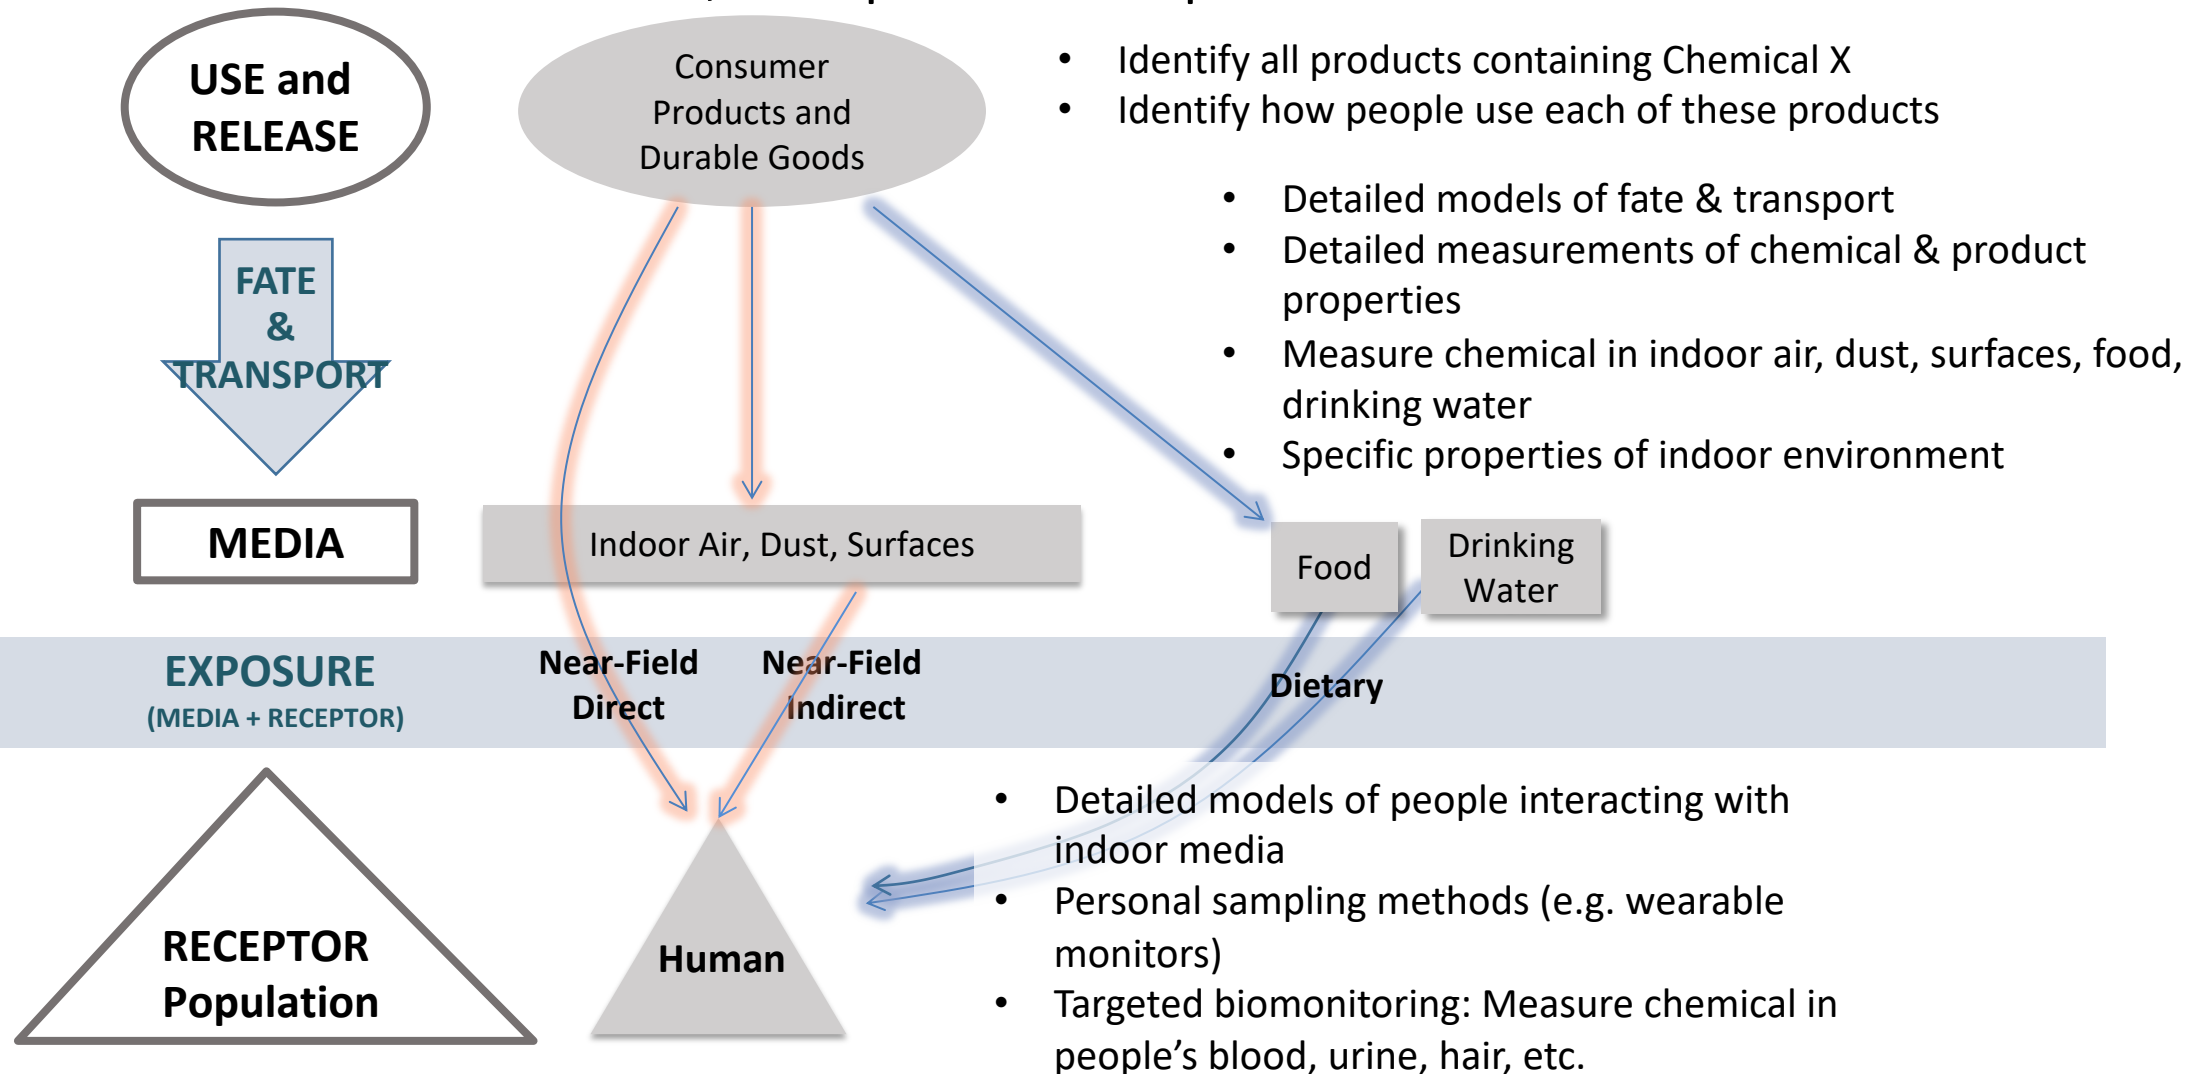 USE and
RELEASE
Consumer
Products and
Durable Goods
• Identify all products containing Chemical X
• Identify how people use each of these products
• Detailed models of fate & transport
• Detailed measurements of chemical & product
properties
• Measure chemical in indoor air, dust, surfaces, food,
drinking water
• Specific properties of indoor environment
FATE
&
TRANSPORT
MEDIA
Indoor Air, Dust, Surfaces
Food
Drinking
Water
EXPOSURE
(MEDIA + RECEPTOR)
Near-Field
Direct
Near-Field
Indirect
Dietary
RECEPTOR
Population
Human
• Detailed models of people interacting with
indoor media
• Personal sampling methods (e.g. wearable
monitors)
• Targeted biomonitoring: Measure chemical in
people’s blood, urine, hair, etc.